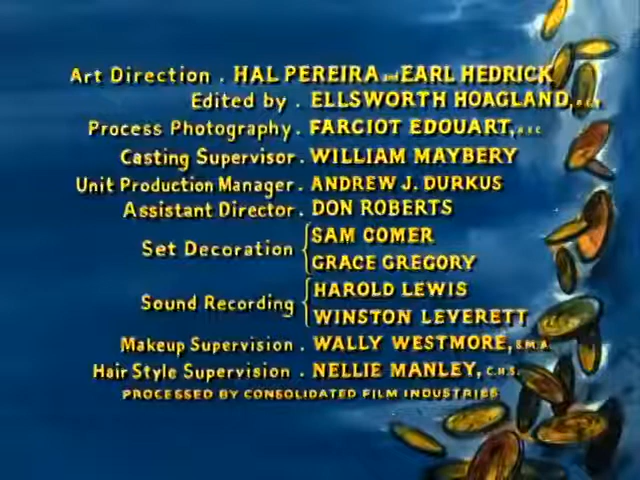 Art Direction . HAL PEREIRA and EARL HEDRICK
Edited by . ELLSWORTH HOAGLAND, A.C.E.
Process Photography . FARCIOT EDOUART, A.S.C.
Casting Supervisor . WILLIAM MAYBERY
Unit Production Manager . ANDREW J. DURKUS
Assistant Director . DON ROBERTS
Set Decoration { SAM COMER
GRACE GREGORY
Sound Recording { HAROLD LEWIS
WINSTON LEVERETT
Makeup Supervision . WALLY WESTMORE, S.M.A.
Hair Style Supervision . NELLIE MANLEY, C.H.S.
PROCESSED BY CONSOLIDATED FILM INDUSTRIES